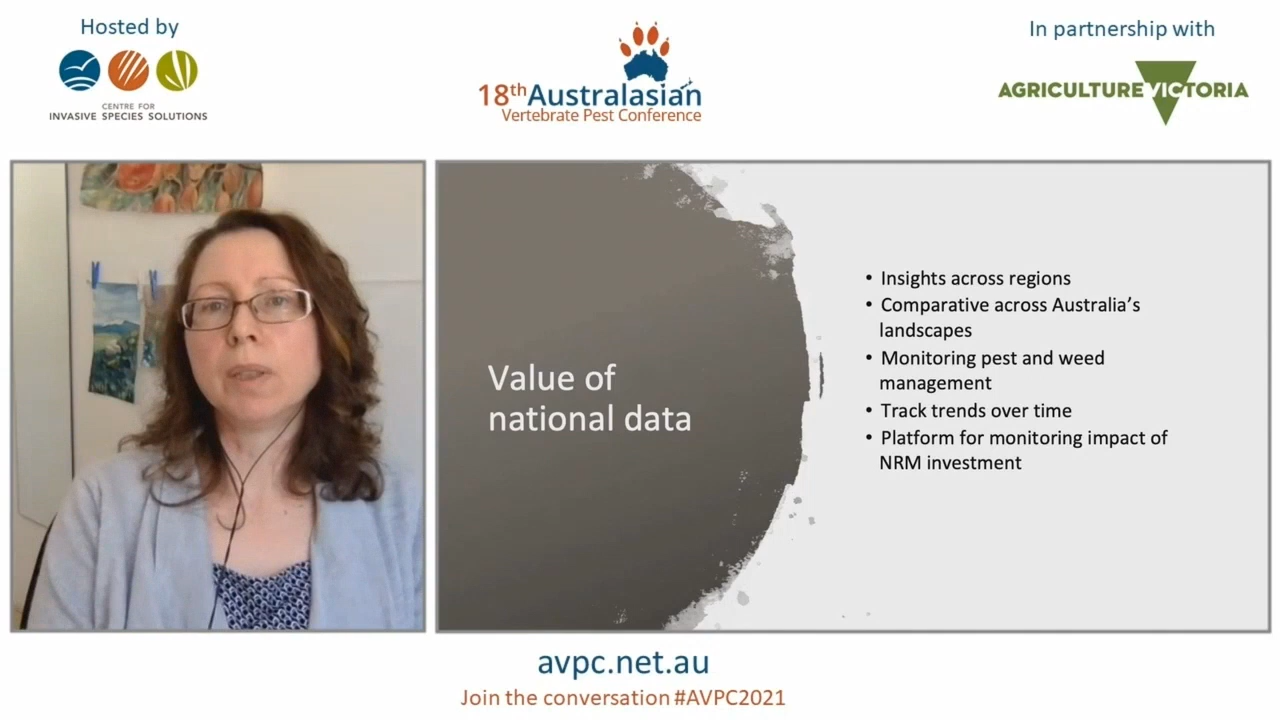 Hosted by
CENTRE FOR
INVASIVE SPECIES SOLUTIONS
18th Australasian
Vertebrate Pest Conference
In partnership with
AGRICULTURE VICTORIA
Value of
national data
• Insights across regions
• Comparative across Australia's
landscapes
• Monitoring pest and weed
management
• Track trends over time
• Platform for monitoring impact of
NRM investment
avpc.net.au
Join the conversation #AVPC2021